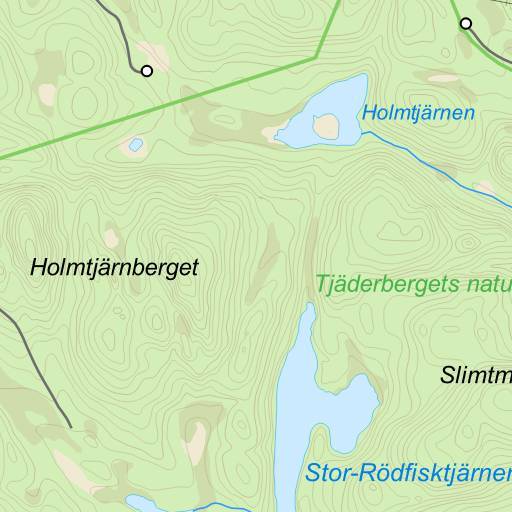 Holmtjärnen
Holmtjärnberget
Tjäderbergets natu
Slimtm
Stor-Rödfisktjärnen